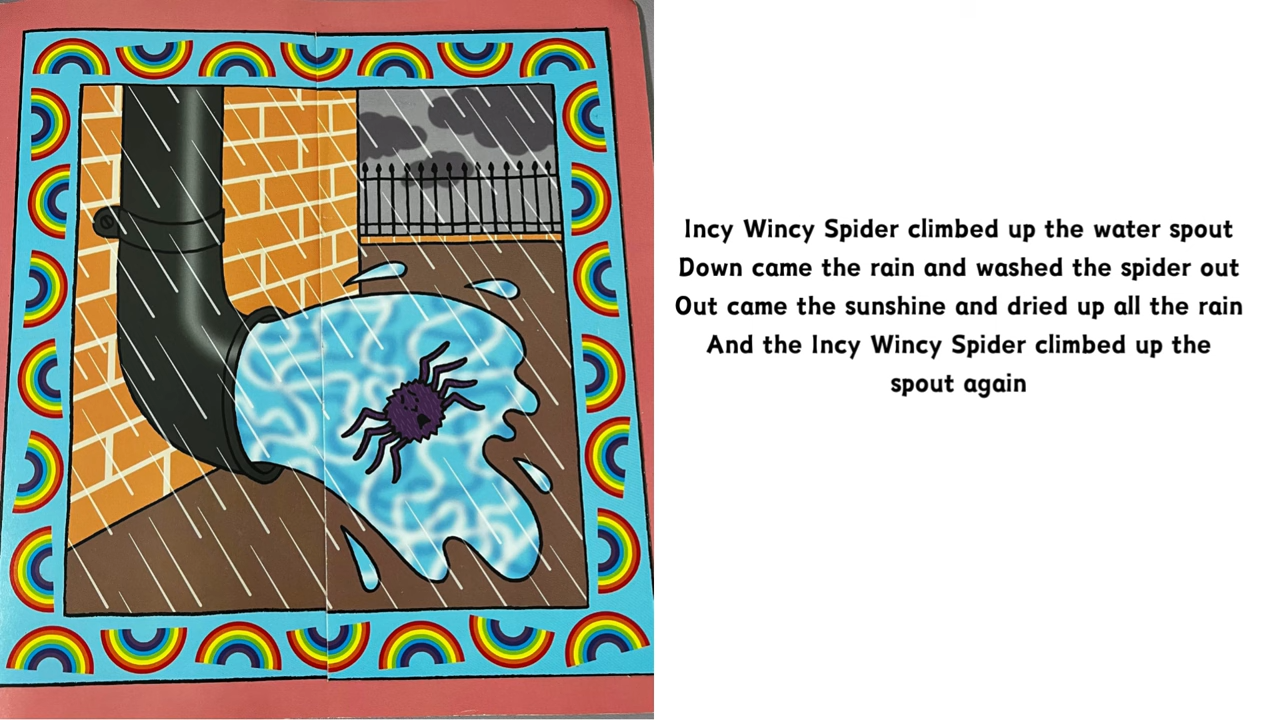 Incy Wincy Spider climbed up the water spout
Down came the rain and washed the spider out
Out came the sunshine and dried up all the rain
And the Incy Wincy Spider climbed up the
spout again